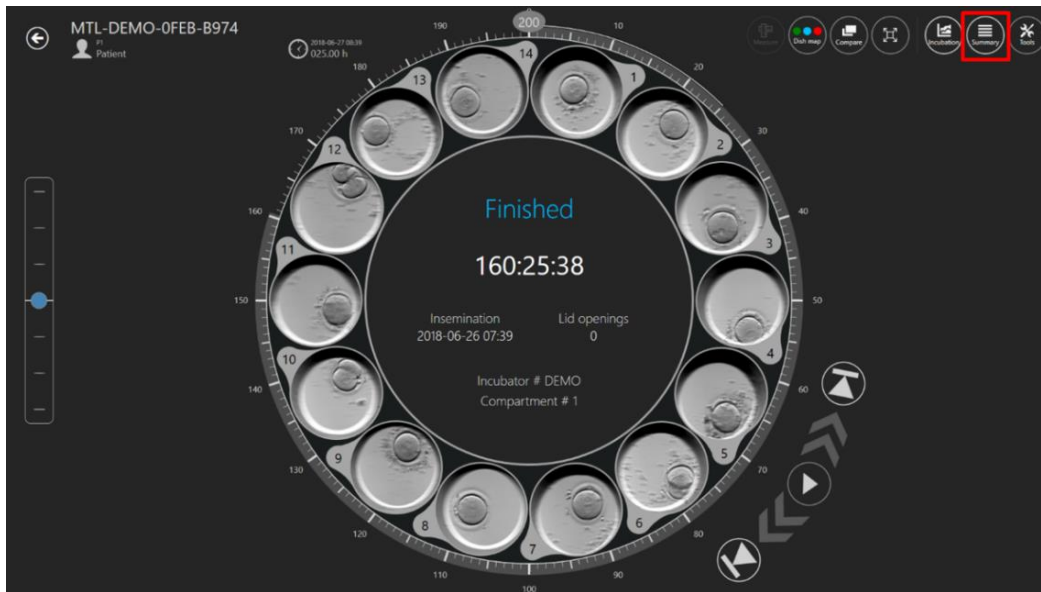 MTL-DEMO-0FEB-B974
P1
Patient
2018-06-27 08:39
025.00 h
Measure
Dish map
Compare
Incubation
Summary
Tools
200
10
20
30
40
50
60
70
80
90
100
110
120
130
140
150
160
170
180
190
1
2
3
4
5
6
7
8
9
10
11
12
13
14
Finished
160:25:38
Insemination
Lid openings
2018-06-26 07:39
0
Incubator # DEMO
Compartment # 1